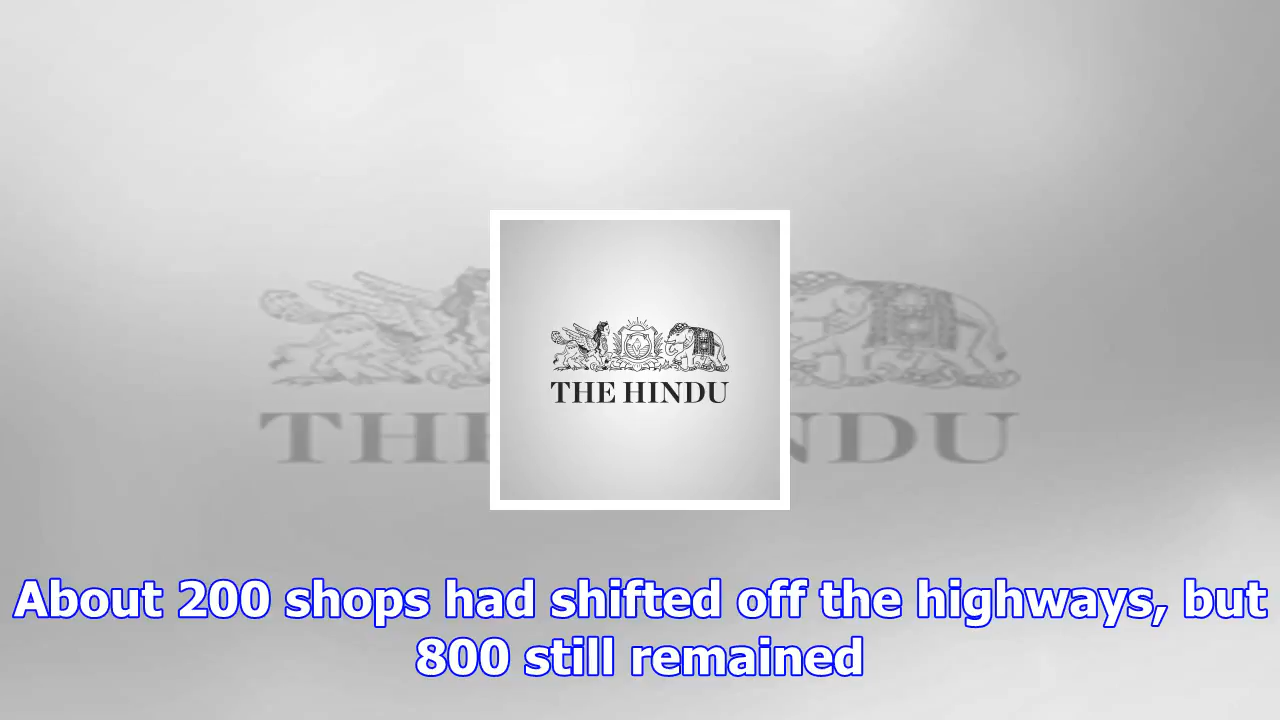 THE HINDU
About 200 shops had shifted off the highways, but
800 still remained